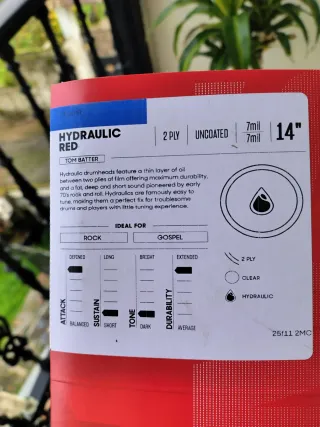 HYDRAULIC
RED
2 PLY
UNCOATED
7mil
7mil
14"
TOM BATTER
Hydraulic drumheads feature a thin layer of oil
between two plies of film offering maximum durability,
and a fat, deep and short sound pioneered by early
70's rock and roll. Hydraulics are famously easy to
tune, making them a perfect fix for troublesome
drums and players with little tuning experience.
IDEAL FOR
ROCK
GOSPEL
ATTACK
DEFINED
BALANCED
SUSTAIN
LONG
SHORT
TONE
BRIGHT
DARK
DURABILITY
EXTENDED
AVERAGE
2 PLY
CLEAR
HYDRAULIC
25f11 2MC